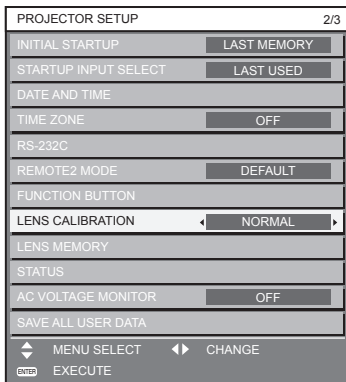 PROJECTOR SETUP 2/3
INITIAL STARTUP LAST MEMORY
STARTUP INPUT SELECT LAST USED
DATE AND TIME
TIME ZONE OFF
RS-232C
REMOTE2 MODE DEFAULT
FUNCTION BUTTON
LENS CALIBRATION NORMAL
LENS MEMORY
STATUS
AC VOLTAGE MONITOR OFF
SAVE ALL USER DATA
MENU SELECT CHANGE
ENTER EXECUTE